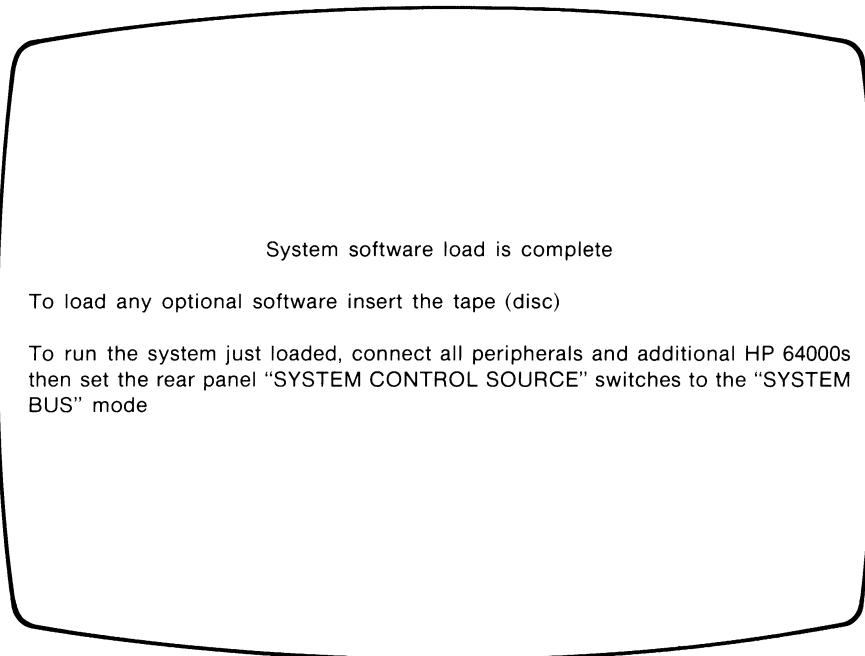 System software load is complete
To load any optional software insert the tape (disc)
To run the system just loaded, connect all peripherals and additional HP 64000s
then set the rear panel “SYSTEM CONTROL SOURCE” switches to the “SYSTEM
BUS” mode